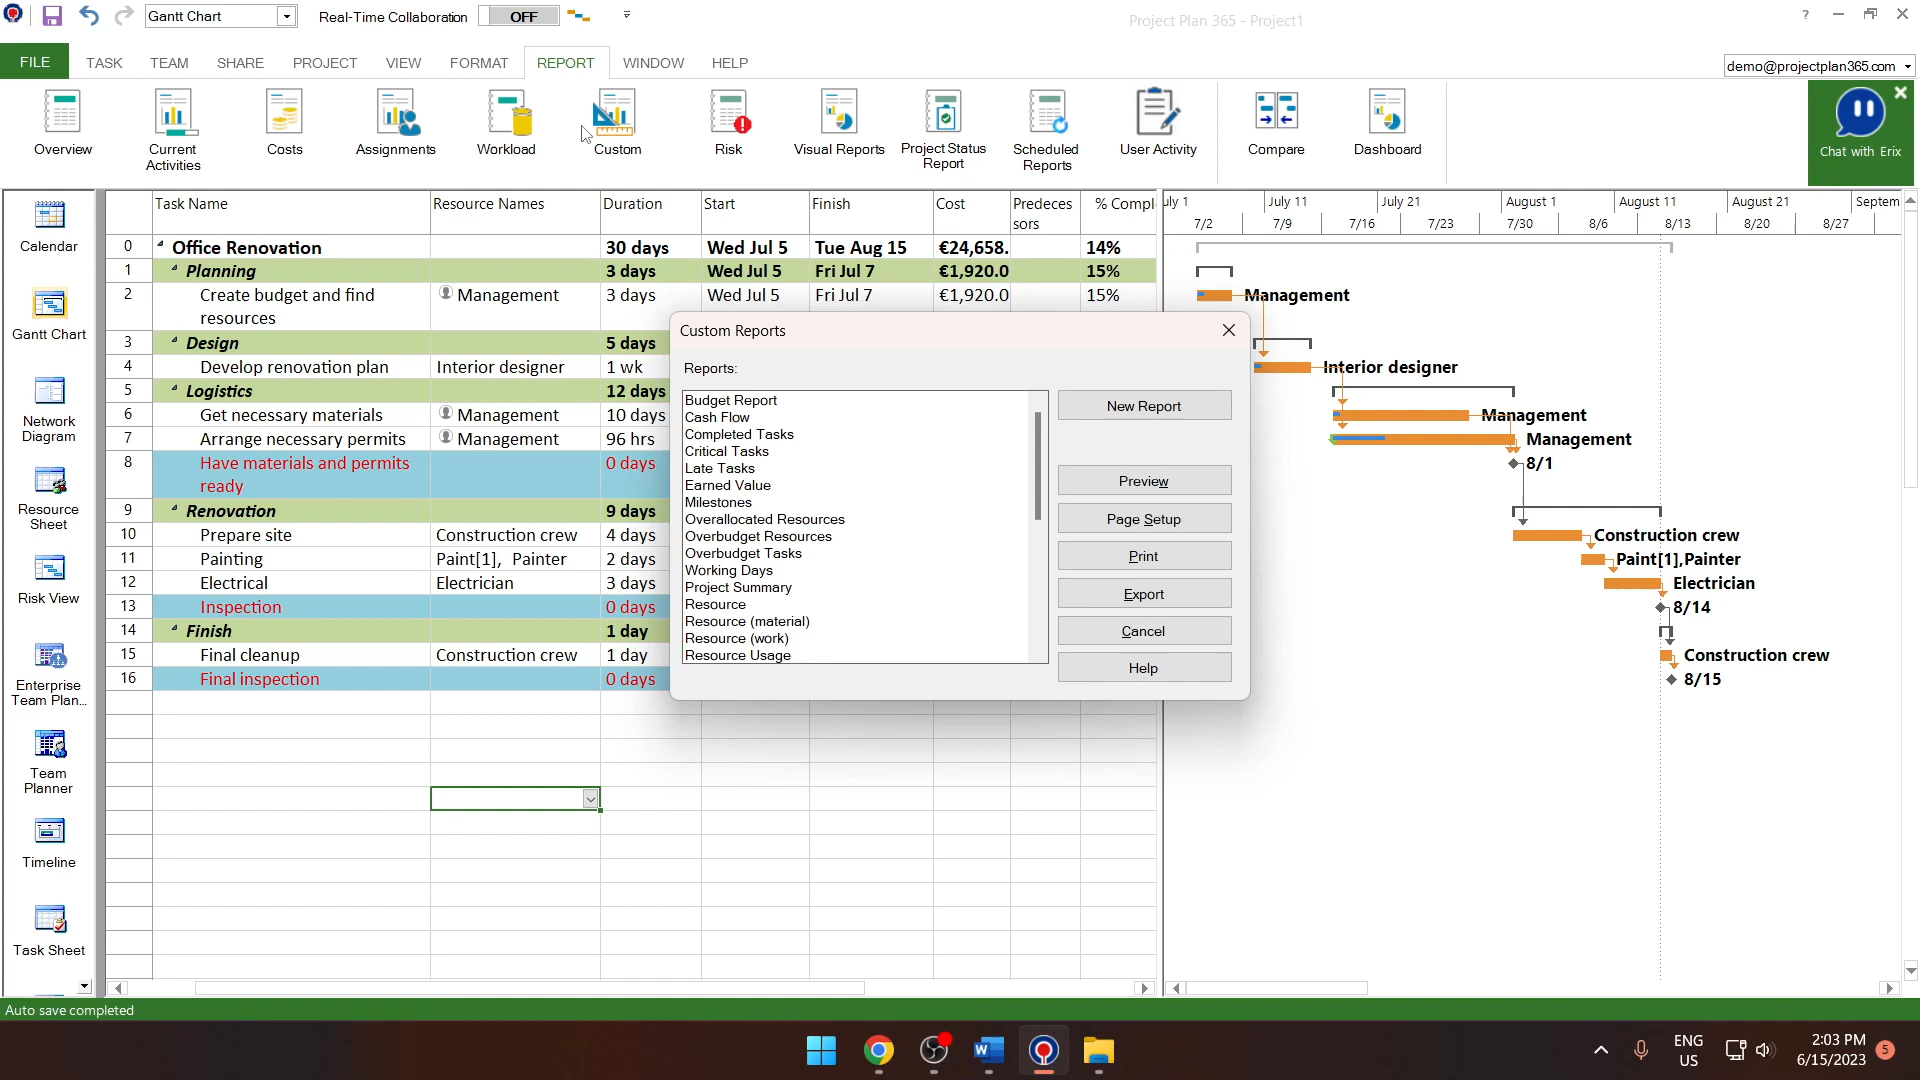 Gantt Chart
Real-Time Collaboration
OFF
Project Plan 365 - Project1
?
FILE
TASK
TEAM
SHARE
PROJECT
VIEW
FORMAT
REPORT
WINDOW
HELP
demo@projectplan365.com
Overview
Current
Activities
Costs
Assignments
Workload
Custom
Risk
Visual Reports
Project Status
Report
Scheduled
Reports
User Activity
Compare
Dashboard
Chat with Erix
Calendar
Gantt Chart
Network
Diagram
Resource
Sheet
Risk View
Enterprise
Team Plan...
Team
Planner
Timeline
Task Sheet
Task Name Resource Names Duration Start Finish Cost Predeces
sors
% Compl
0 Office Renovation 30 days Wed Jul 5 Tue Aug 15 €24,658. 14%
1 Planning 3 days Wed Jul 5 Fri Jul 7 €1,920.0 15%
2 Create budget and find Management 3 days Wed Jul 5 Fri Jul 7 €1,920.0 15%
resources
3 Design 5 days
4 Develop renovation plan Interior designer 1 wk
5 Logistics 12 days
6 Get necessary materials Management 10 days
7 Arrange necessary permits Management 96 hrs
8 Have materials and permits 0 days
ready
9 Renovation 9 days
10 Prepare site Construction crew 4 days
11 Painting Paint[1], Painter 2 days
12 Electrical Electrician 3 days
13 Inspection 0 days
14 Finish 1 day
15 Final cleanup Construction crew 1 day
16 Final inspection 0 days
Custom Reports
Reports:
Budget Report
Cash Flow
Completed Tasks
Critical Tasks
Late Tasks
Earned Value
Milestones
Overallocated Resources
Overbudget Resources
Overbudget Tasks
Working Days
Project Summary
Resource
Resource (material)
Resource (work)
Resource Usage
New Report
Preview
Page Setup
Print
Export
Cancel
Help
uly 1 July 11 July 21 August 1 August 11 August 21 Septem
7/2 7/9 7/16 7/23 7/30 8/6 8/13 8/20 8/27
Management
Interior designer
Management
Management
8/1
Construction crew
Paint[1],Painter
Electrician
8/14
Construction crew
8/15
Auto save completed
ENG
US
2:03 PM
6/15/2023
5